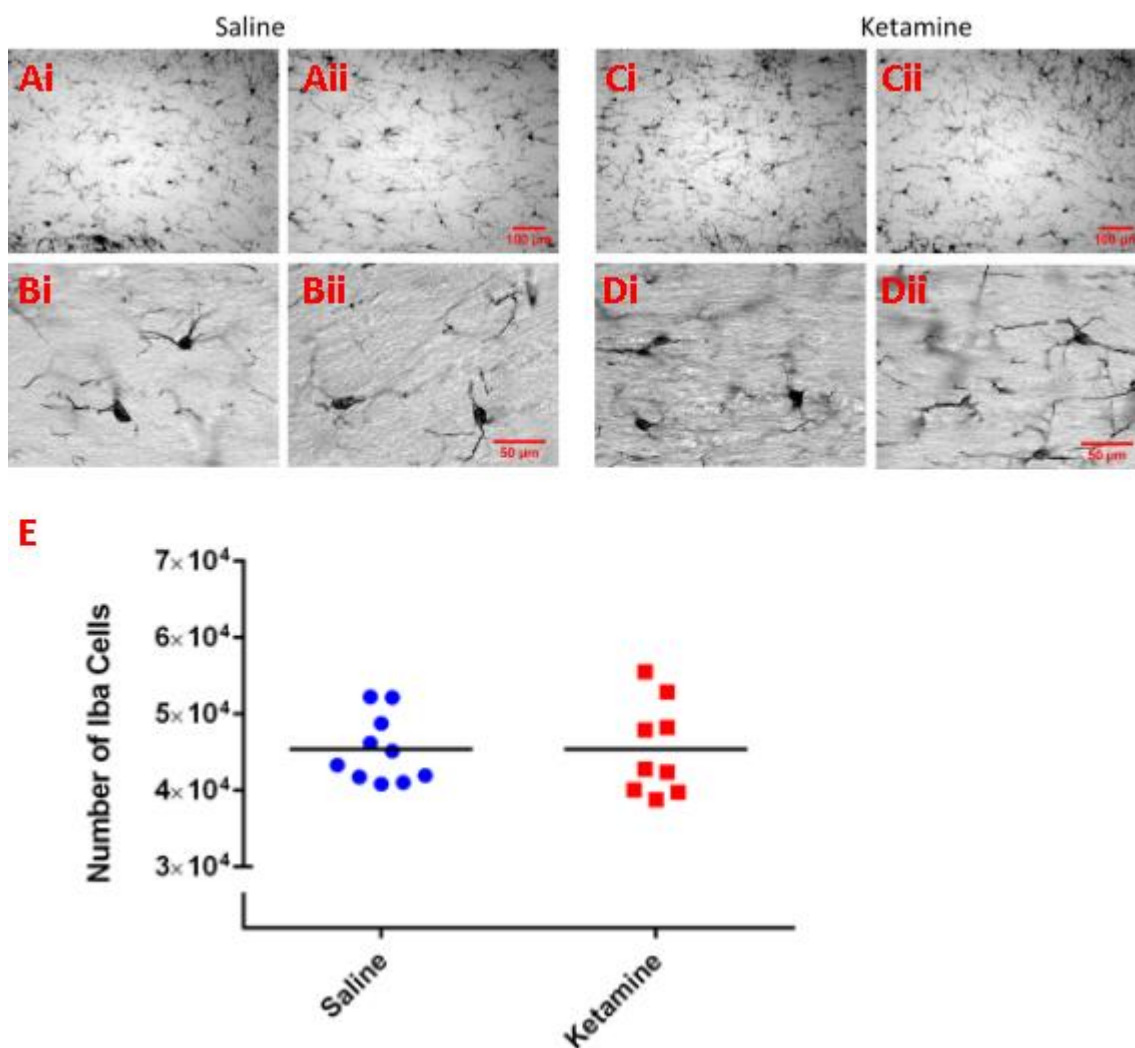 Saline
Ketamine
Ai
Aii
Ci
Cii
100 µm
100 µm
Bi
Bii
Di
Dii
50 µm
50 µm
E
7×10⁴
6×10⁴
5×10⁴
4×10⁴
3×10⁴
Number of Iba Cells
Saline
Ketamine